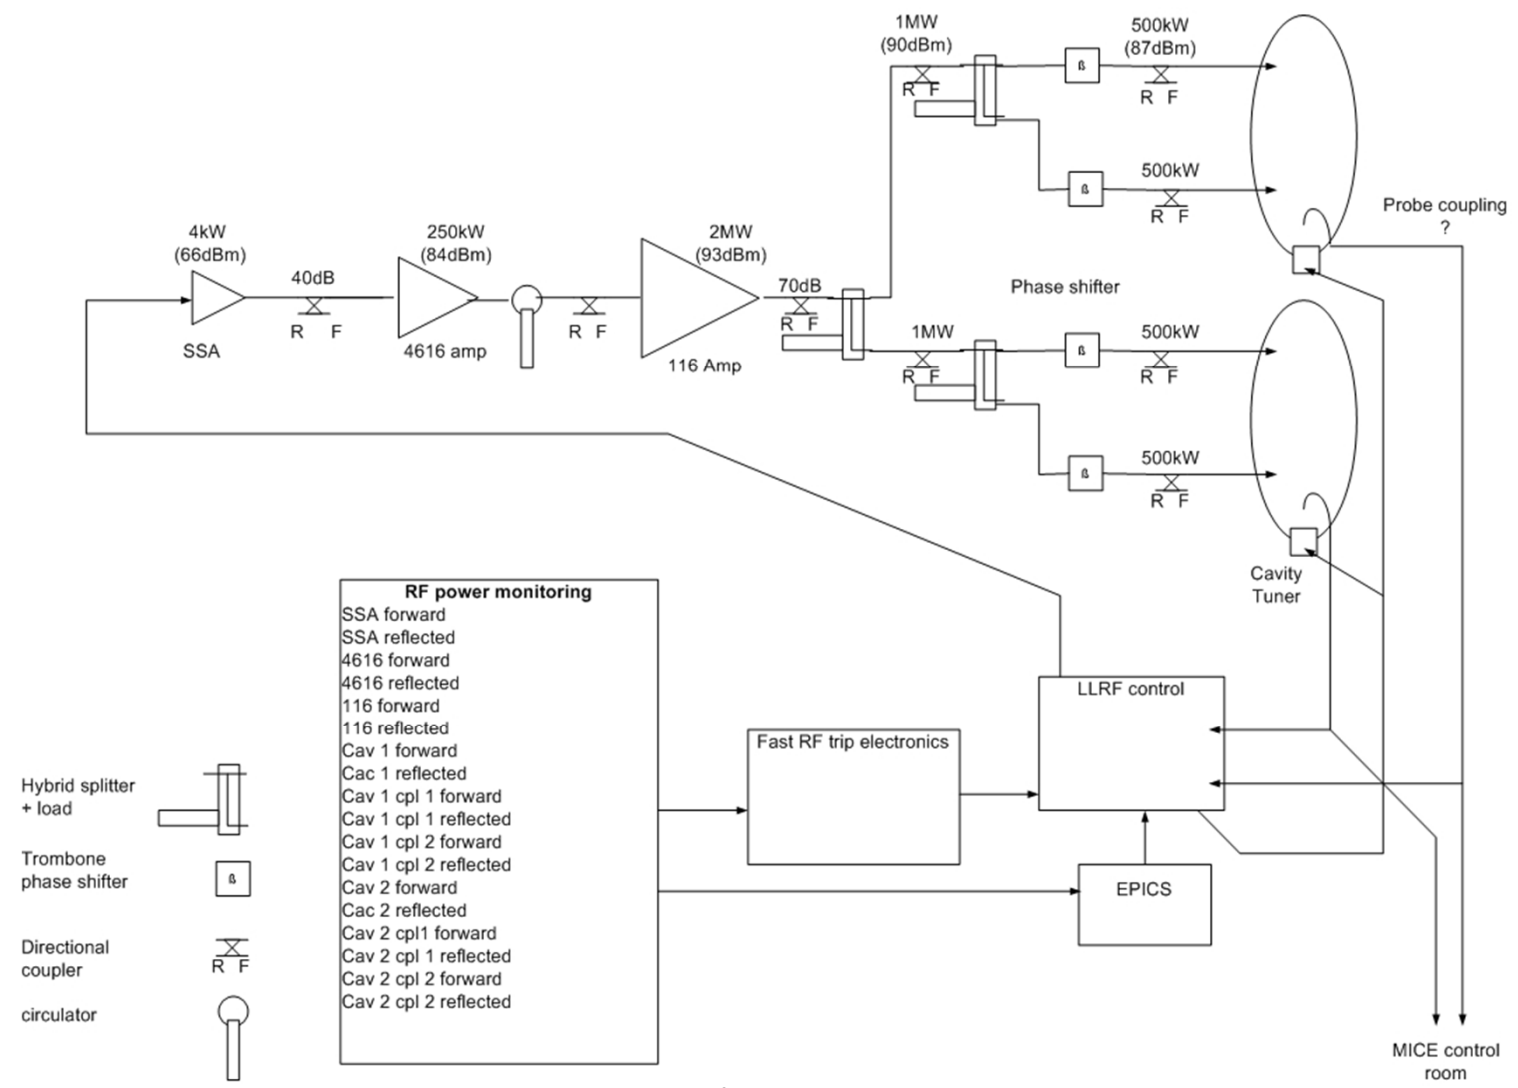 1MW
(90dBm)
500kW
(87dBm)
R F
ß
R F
500kW
ß
R F
Probe coupling
?
4kW
(66dBm)
250kW
(84dBm)
2MW
(93dBm)
40dB
70dB
Phase shifter
R F
R F
R F
SSA
4616 amp
116 Amp
1MW
500kW
ß
R F
R F
500kW
ß
R F
Cavity
Tuner
RF power monitoring
SSA forward
SSA reflected
4616 forward
4616 reflected
116 forward
116 reflected
Cav 1 forward
Cac 1 reflected
Cav 1 cpl 1 forward
Cav 1 cpl 1 reflected
Cav 1 cpl 2 forward
Cav 1 cpl 2 reflected
Cav 2 forward
Cac 2 reflected
Cav 2 cpl1 forward
Cav 2 cpl 1 reflected
Cav 2 cpl 2 forward
Cav 2 cpl 2 reflected
Fast RF trip electronics
LLRF control
EPICS
Hybrid splitter
+ load
Trombone
phase shifter
ß
Directional
coupler
R F
circulator
MICE control
room